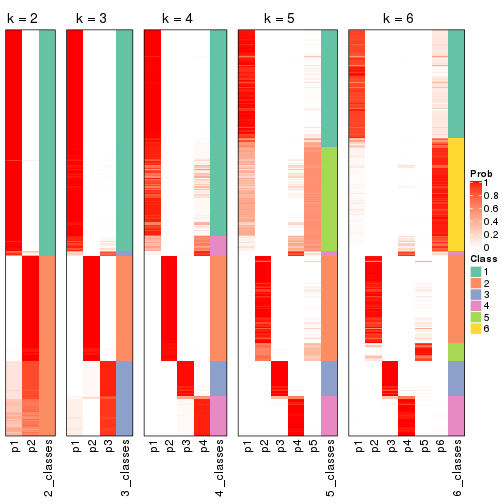 k = 2
k = 3
k = 4
k = 5
k = 6
p1
p2
2_classes
p1
p2
p3
3_classes
p1
p2
p3
p4
4_classes
p1
p2
p3
p4
p5
5_classes
p1
p2
p3
p4
p5
p6
6_classes
Prob
1
0.8
0.6
0.4
0.2
0
Class
1
2
3
4
5
6